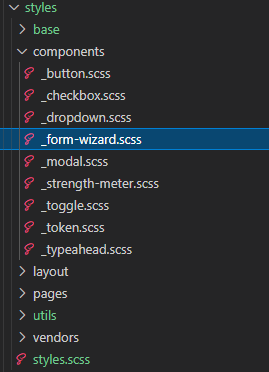 styles
base
components
_button.scss
_checkbox.scss
_dropdown.scss
_form-wizard.scss
_modal.scss
_strength-meter.scss
_toggle.scss
_token.scss
_typeahead.scss
layout
pages
utils
vendors
styles.scss